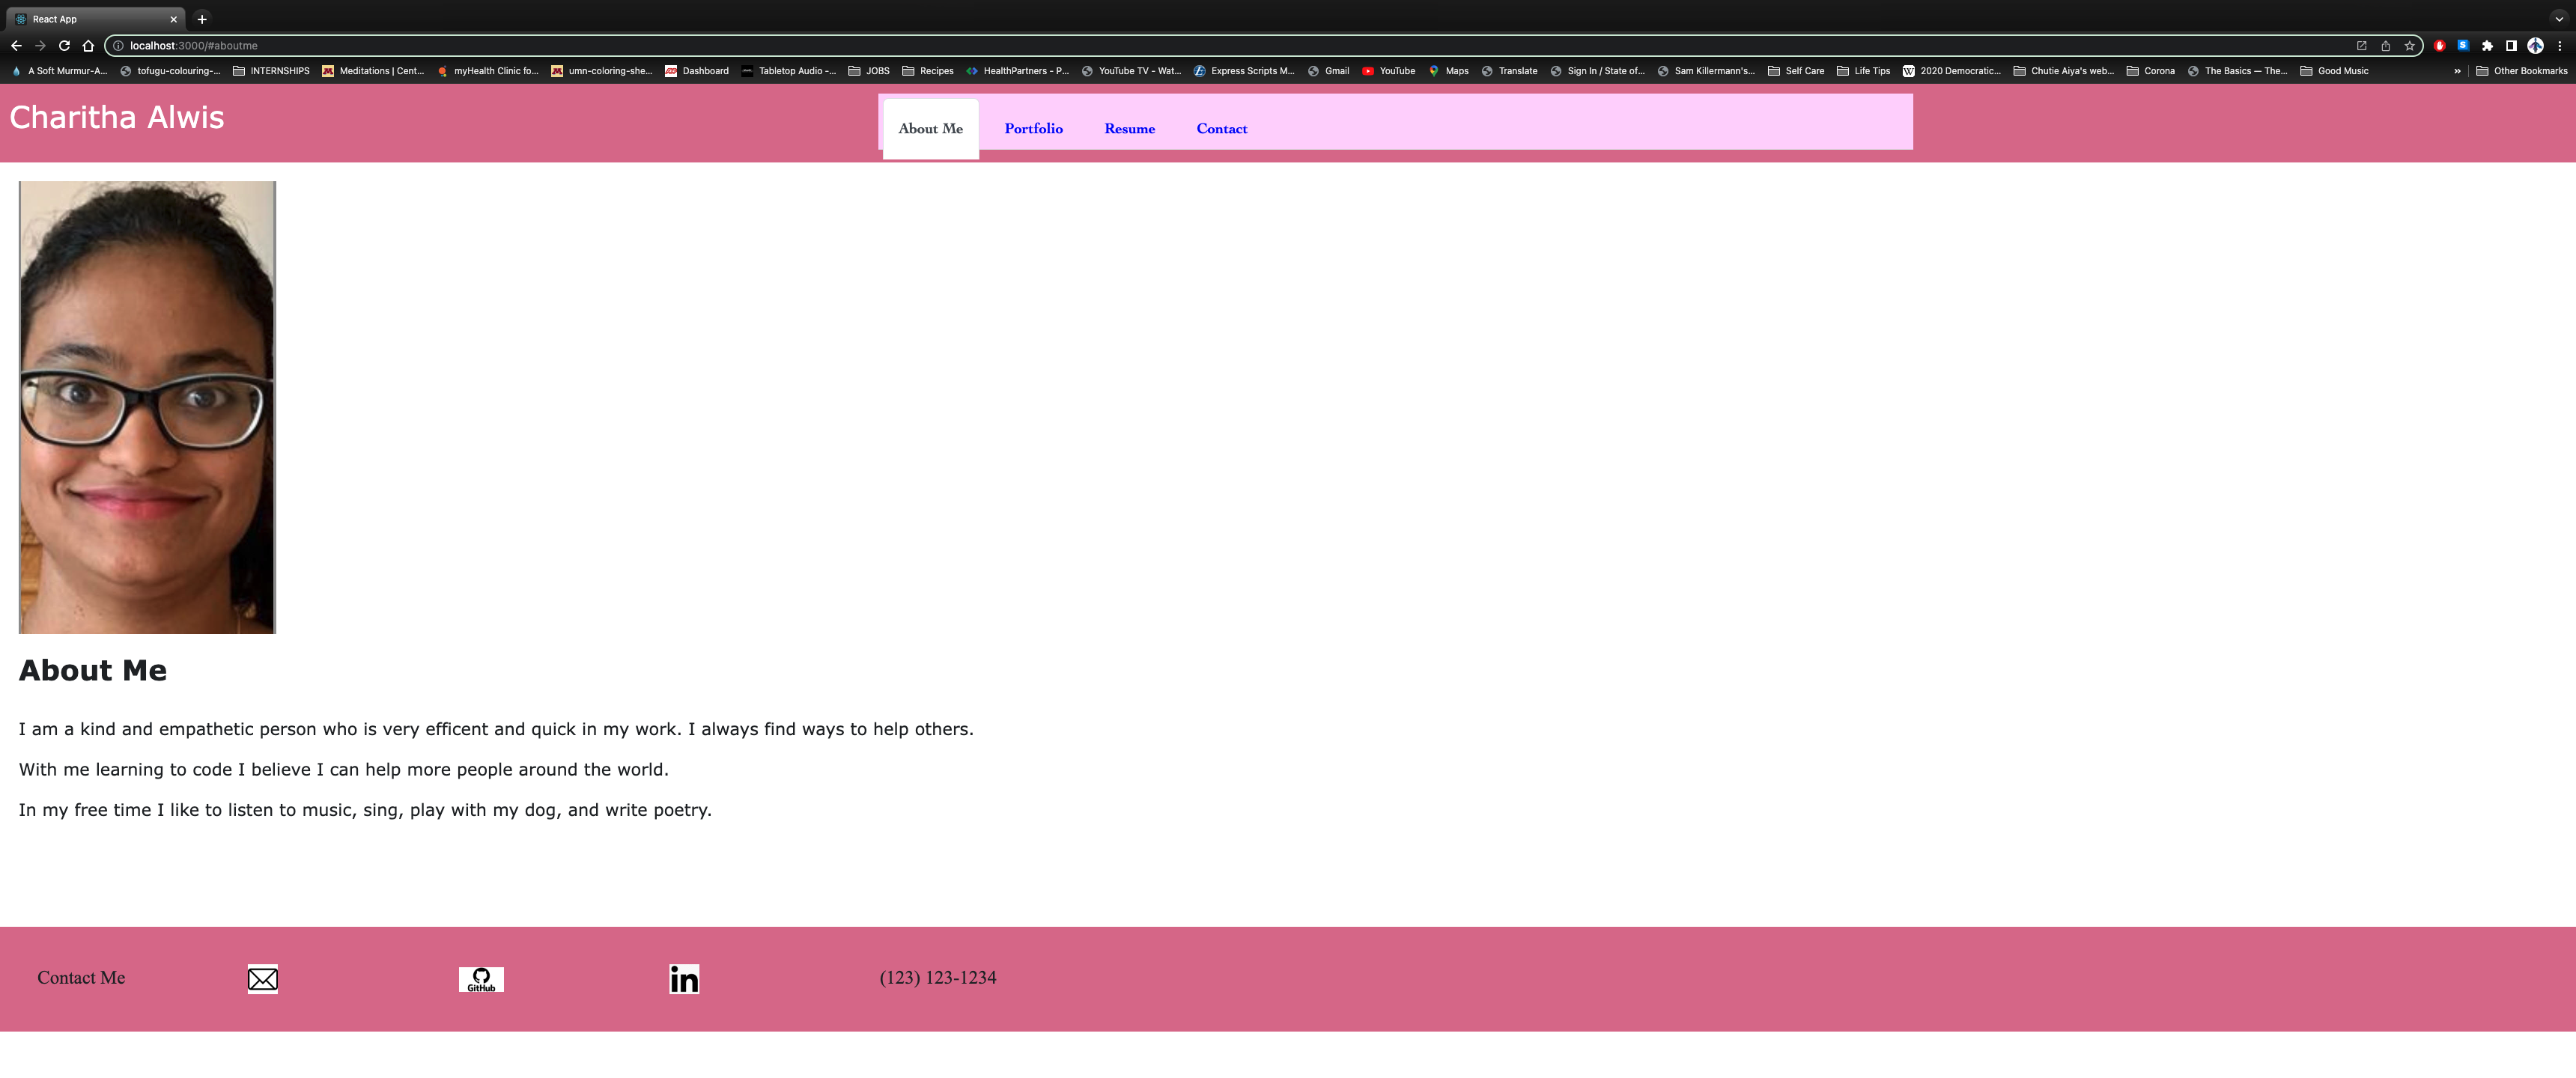 React App
localhost:3000/#aboutme
A Soft Murmur-A... tofugu-colouring-... INTERNSHIPS Meditations | Cent... myHealth Clinic fo... umn-coloring-she... Dashboard Tabletop Audio -... JOBS Recipes HealthPartners - P... YouTube TV - Wat... Express Scripts M... Gmail YouTube Maps Translate Sign In / State of... Sam Killermann's... Self Care Life Tips 2020 Democratic... Chutie Aiya's web... Corona The Basics — The... Good Music » Other Bookmarks
Charitha Alwis
About Me Portfolio Resume Contact
About Me
I am a kind and empathetic person who is very efficent and quick in my work. I always find ways to help others.
With me learning to code I believe I can help more people around the world.
In my free time I like to listen to music, sing, play with my dog, and write poetry.
Contact Me GitHub in (123) 123-1234